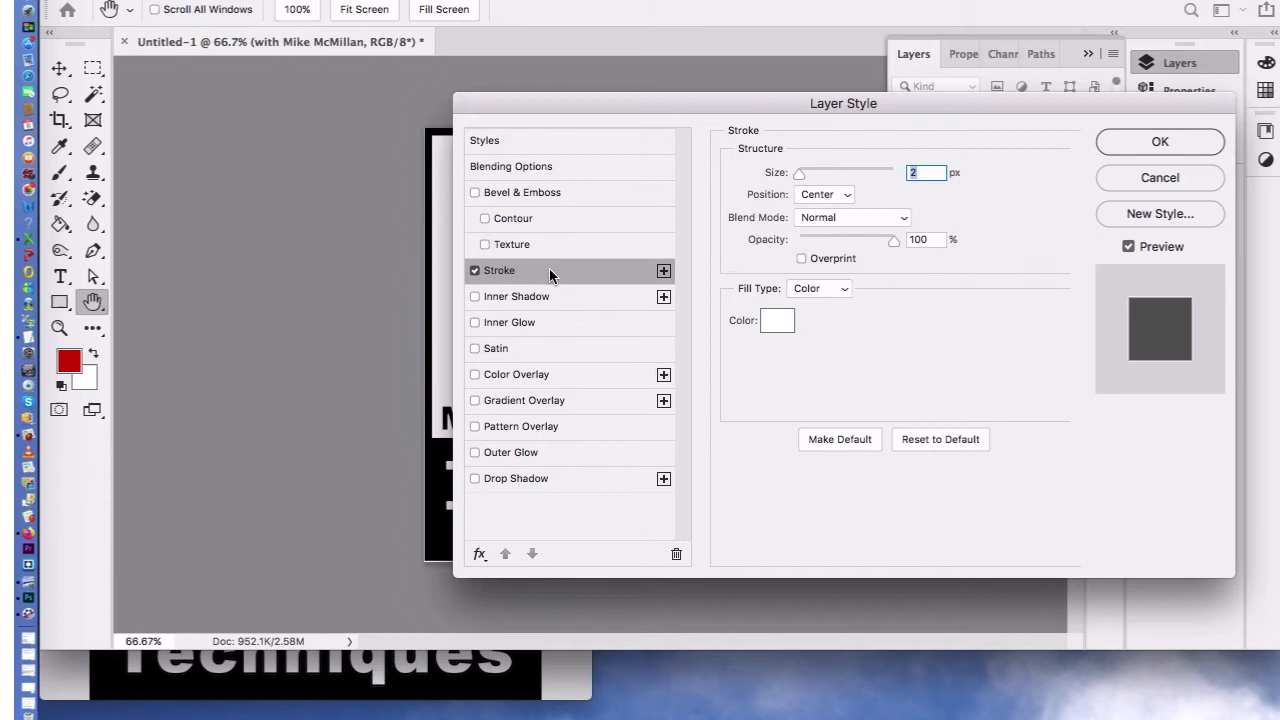 Scroll All Windows 100% Fit Screen Fill Screen
× Untitled-1 @ 66.7% (with Mike McMillan, RGB/8*) *
Layers Prope Chanr Paths
Layers
Kind
Properties
Layer Style
Styles
Blending Options
Bevel & Emboss
Contour
Texture
Stroke
Inner Shadow
Inner Glow
Satin
Color Overlay
Gradient Overlay
Pattern Overlay
Outer Glow
Drop Shadow
fx
Stroke
Structure
Size: 2 px
Position: Center
Blend Mode: Normal
Opacity: 100 %
Overprint
Fill Type: Color
Color:
Make Default Reset to Default
OK
Cancel
New Style...
Preview
66.67% Doc: 952.1K/2.58M
Techniques